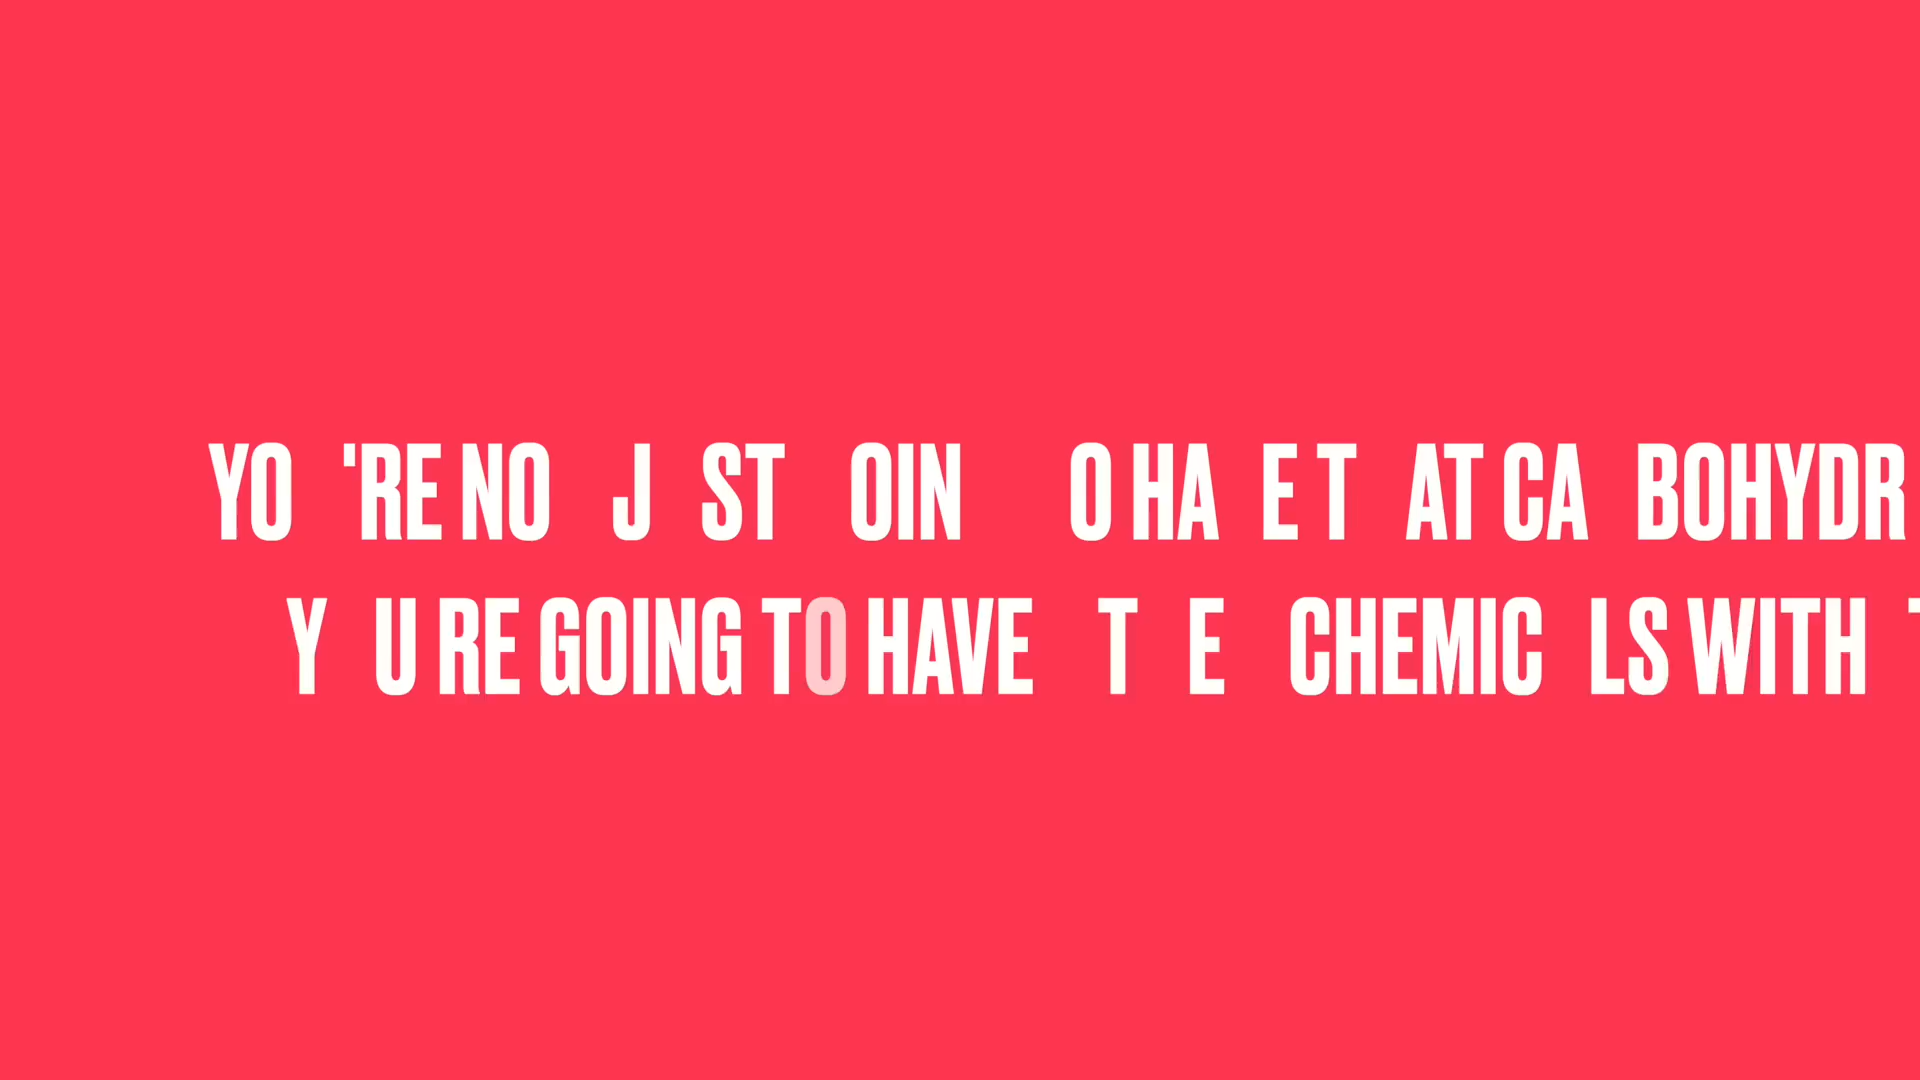 YO 'RE NO J ST OIN O HA E T AT CA BOHYDR
Y U RE GOING TO HAVE T E CHEMIC LS WITH T